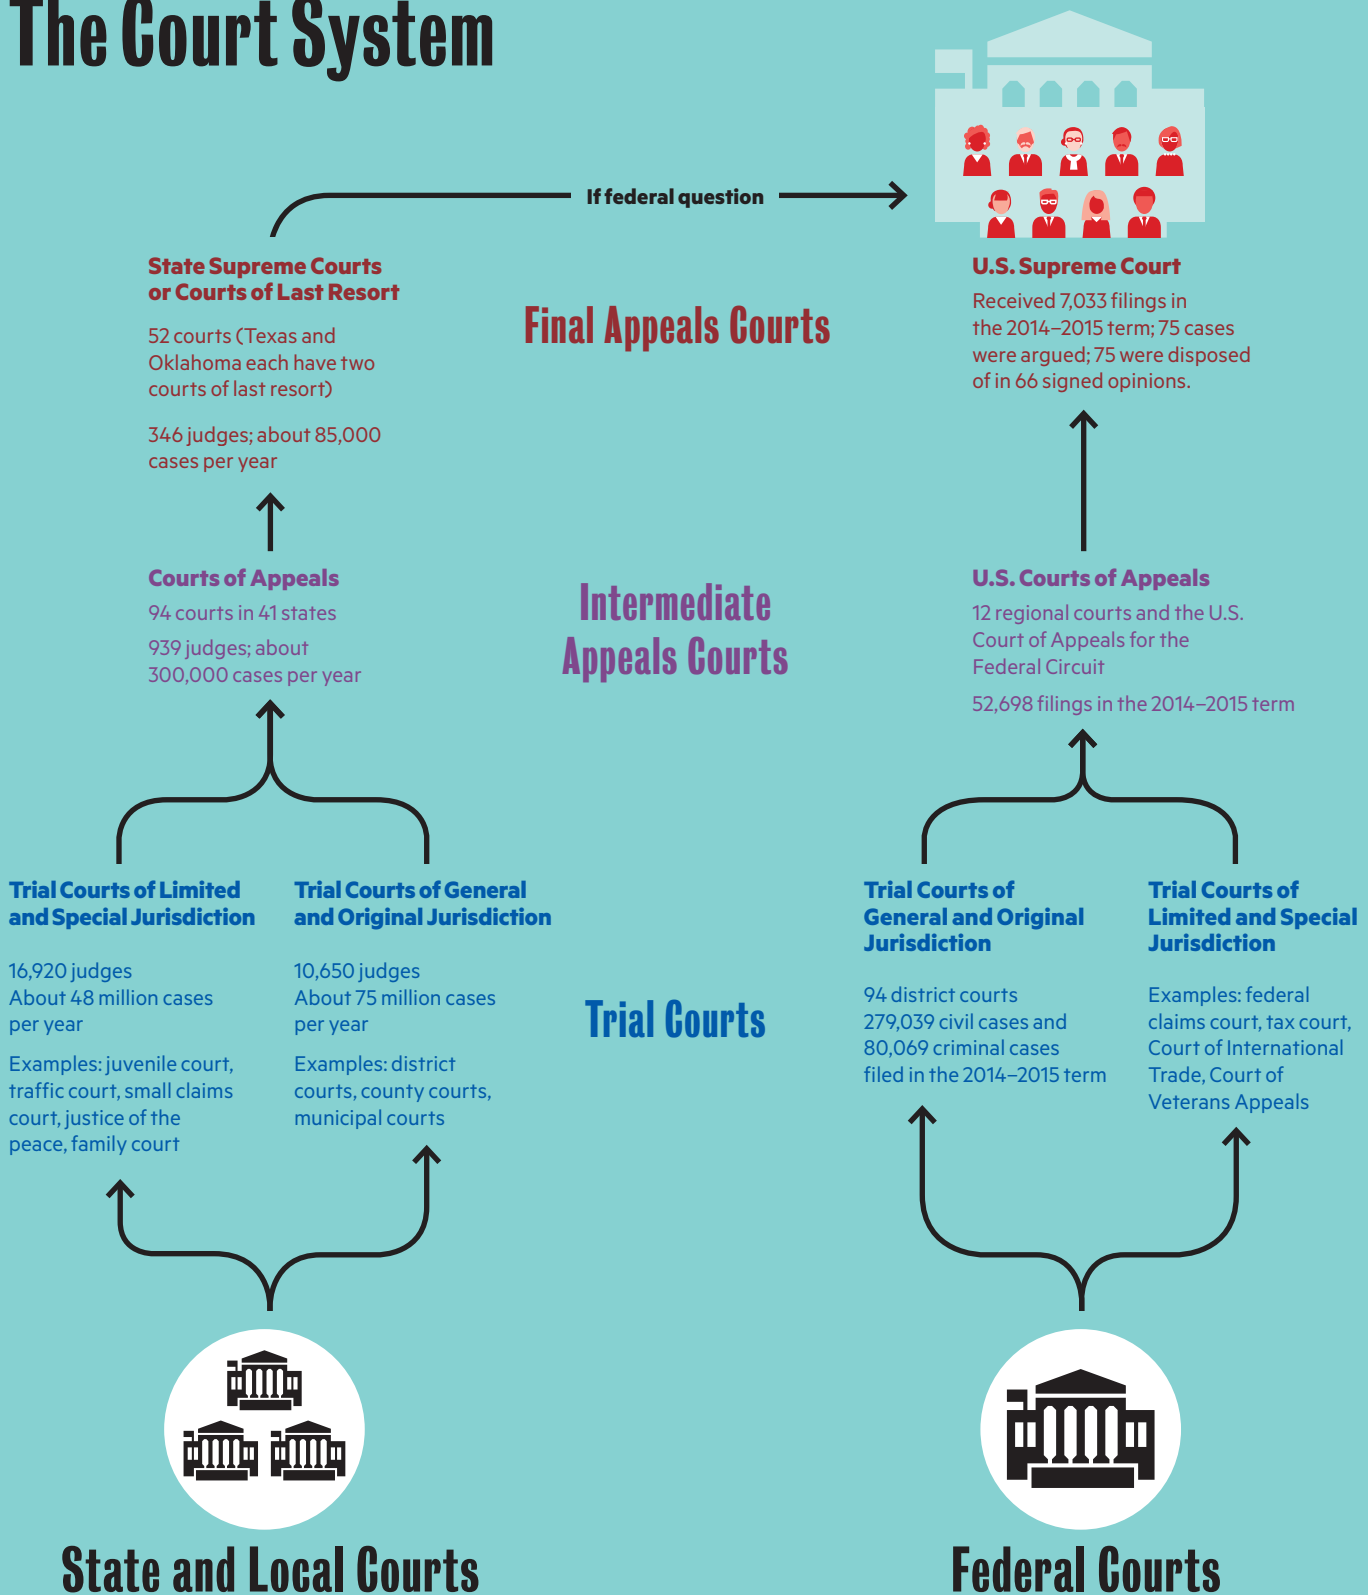 The Court System
If federal question
State Supreme Courts
or Courts of Last Resort
52 courts (Texas and
Oklahoma each have two
courts of last resort)
346 judges; about 85,000
cases per year
Final Appeals Courts
U.S. Supreme Court
Received 7,033 filings in
the 2014–2015 term; 75 cases
were argued; 75 were disposed
of in 66 signed opinions.
Courts of Appeals
94 courts in 41 states
939 judges; about
300,000 cases per year
Intermediate
Appeals Courts
U.S. Courts of Appeals
12 regional courts and the U.S.
Court of Appeals for the
Federal Circuit
52,698 filings in the 2014–2015 term
Trial Courts of Limited
and Special Jurisdiction
16,920 judges
About 48 million cases
per year
Examples: juvenile court,
traffic court, small claims
court, justice of the
peace, family court
Trial Courts of General
and Original Jurisdiction
10,650 judges
About 75 million cases
per year
Examples: district
courts, county courts,
municipal courts
Trial Courts
Trial Courts of
General and Original
Jurisdiction
94 district courts
279,039 civil cases and
80,069 criminal cases
filed in the 2014–2015 term
Trial Courts of
Limited and Special
Jurisdiction
Examples: federal
claims court, tax court,
Court of International
Trade, Court of
Veterans Appeals
State and Local Courts
Federal Courts